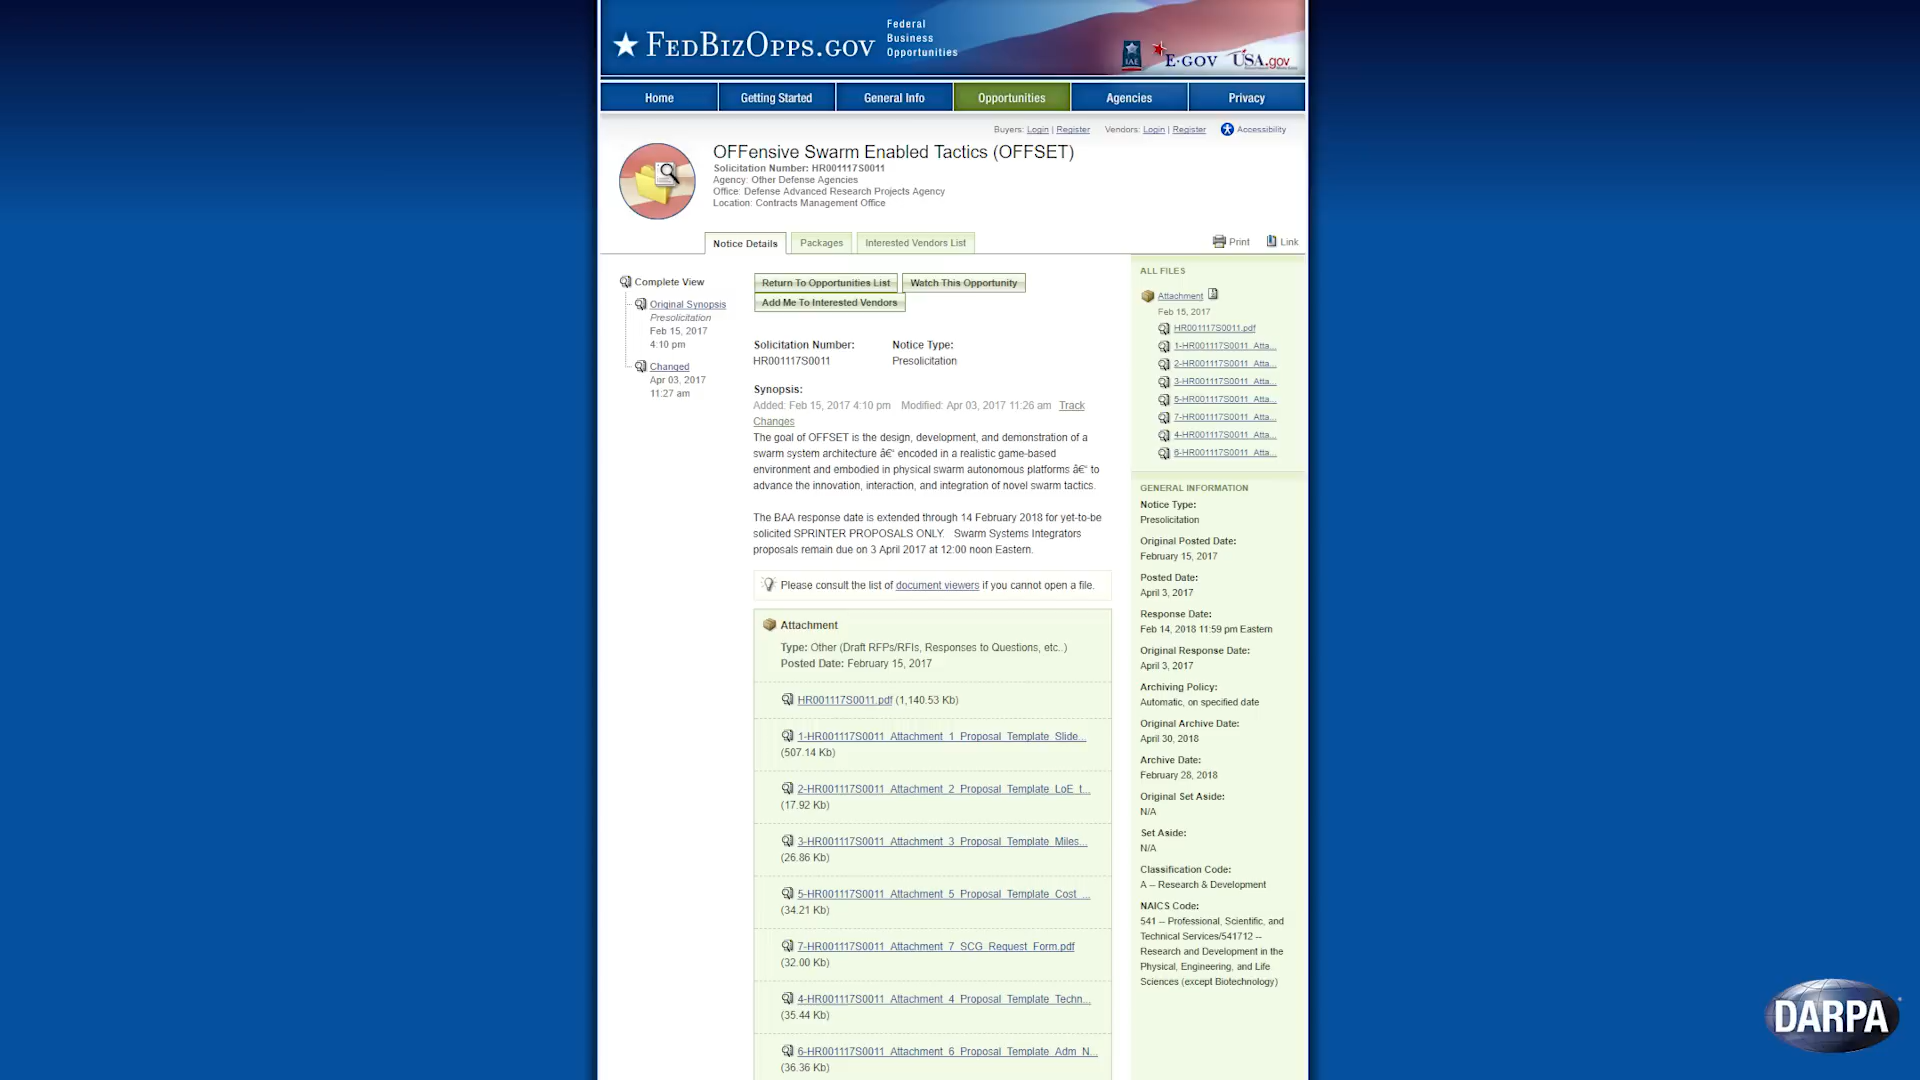 FedBizOpps.gov
Federal
Business
Opportunities
IAE
E-GOV
USA.gov
Home
Getting Started
General Info
Opportunities
Agencies
Privacy
Buyers: Login | Register Vendors: Login | Register Accessibility
OFFensive Swarm Enabled Tactics (OFFSET)
Solicitation Number: HR001117S0011
Agency: Other Defense Agencies
Office: Defense Advanced Research Projects Agency
Location: Contracts Management Office
Notice Details
Packages
Interested Vendors List
Print
Link
Complete View
Original Synopsis
Presolicitation
Feb 15, 2017
4:10 pm
Changed
Apr 03, 2017
11:27 am
Return To Opportunities List
Watch This Opportunity
Add Me To Interested Vendors
Solicitation Number:
HR001117S0011
Notice Type:
Presolicitation
Synopsis:
Added: Feb 15, 2017 4:10 pm Modified: Apr 03, 2017 11:26 am Track
Changes
The goal of OFFSET is the design, development, and demonstration of a
swarm system architecture â€“ encoded in a realistic game-based
environment and embodied in physical swarm autonomous platforms â€“ to
advance the innovation, interaction, and integration of novel swarm tactics.
The BAA response date is extended through 14 February 2018 for yet-to-be
solicited SPRINTER PROPOSALS ONLY. Swarm Systems Integrators
proposals remain due on 3 April 2017 at 12:00 noon Eastern.
Please consult the list of document viewers if you cannot open a file.
Attachment
Type: Other (Draft RFPs/RFIs, Responses to Questions, etc..)
Posted Date: February 15, 2017
HR001117S0011.pdf (1,140.53 Kb)
1-HR001117S0011_Attachment_1_Proposal_Template_Slide...
(507.14 Kb)
2-HR001117S0011_Attachment_2_Proposal_Template_LoE_t...
(17.92 Kb)
3-HR001117S0011_Attachment_3_Proposal_Template_Miles...
(26.86 Kb)
5-HR001117S0011_Attachment_5_Proposal_Template_Cost_...
(34.21 Kb)
7-HR001117S0011_Attachment_7_SCG_Request_Form.pdf
(32.00 Kb)
4-HR001117S0011_Attachment_4_Proposal_Template_Techn...
(35.44 Kb)
6-HR001117S0011_Attachment_6_Proposal_Template_Adm_N...
(36.36 Kb)
ALL FILES
Attachment
Feb 15, 2017
HR001117S0011.pdf
1-HR001117S0011_Atta...
2-HR001117S0011_Atta...
3-HR001117S0011_Atta...
5-HR001117S0011_Atta...
7-HR001117S0011_Atta...
4-HR001117S0011_Atta...
6-HR001117S0011_Atta...
GENERAL INFORMATION
Notice Type:
Presolicitation
Original Posted Date:
February 15, 2017
Posted Date:
April 3, 2017
Response Date:
Feb 14, 2018 11:59 pm Eastern
Original Response Date:
April 3, 2017
Archiving Policy:
Automatic, on specified date
Original Archive Date:
April 30, 2018
Archive Date:
February 28, 2018
Original Set Aside:
N/A
Set Aside:
N/A
Classification Code:
A -- Research & Development
NAICS Code:
541 -- Professional, Scientific, and
Technical Services/541712 --
Research and Development in the
Physical, Engineering, and Life
Sciences (except Biotechnology)
DARPA